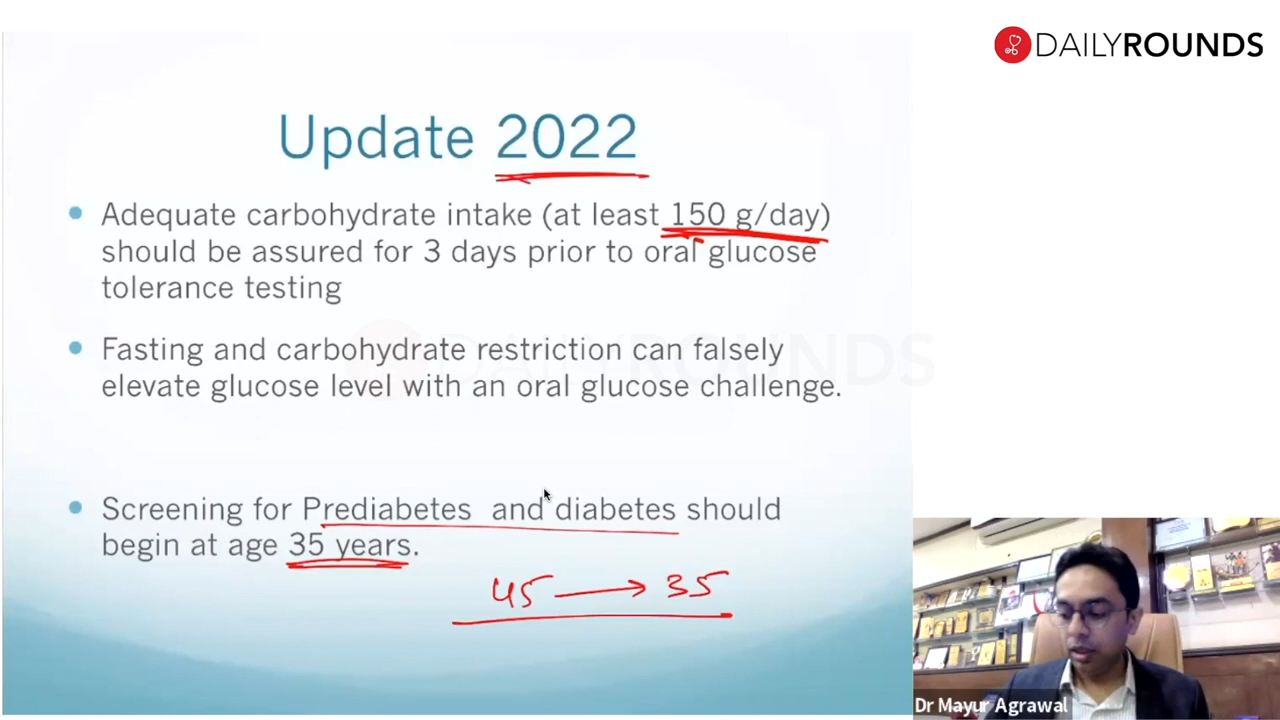 DAILYROUNDS
Update 2022
• Adequate carbohydrate intake (at least 150 g/day)
should be assured for 3 days prior to oral glucose
tolerance testing
• Fasting and carbohydrate restriction can falsely
elevate glucose level with an oral glucose challenge.
DAILYROUNDS
• Screening for Prediabetes and diabetes should
begin at age 35 years.
45 → 35
Dr Mayur Agrawal